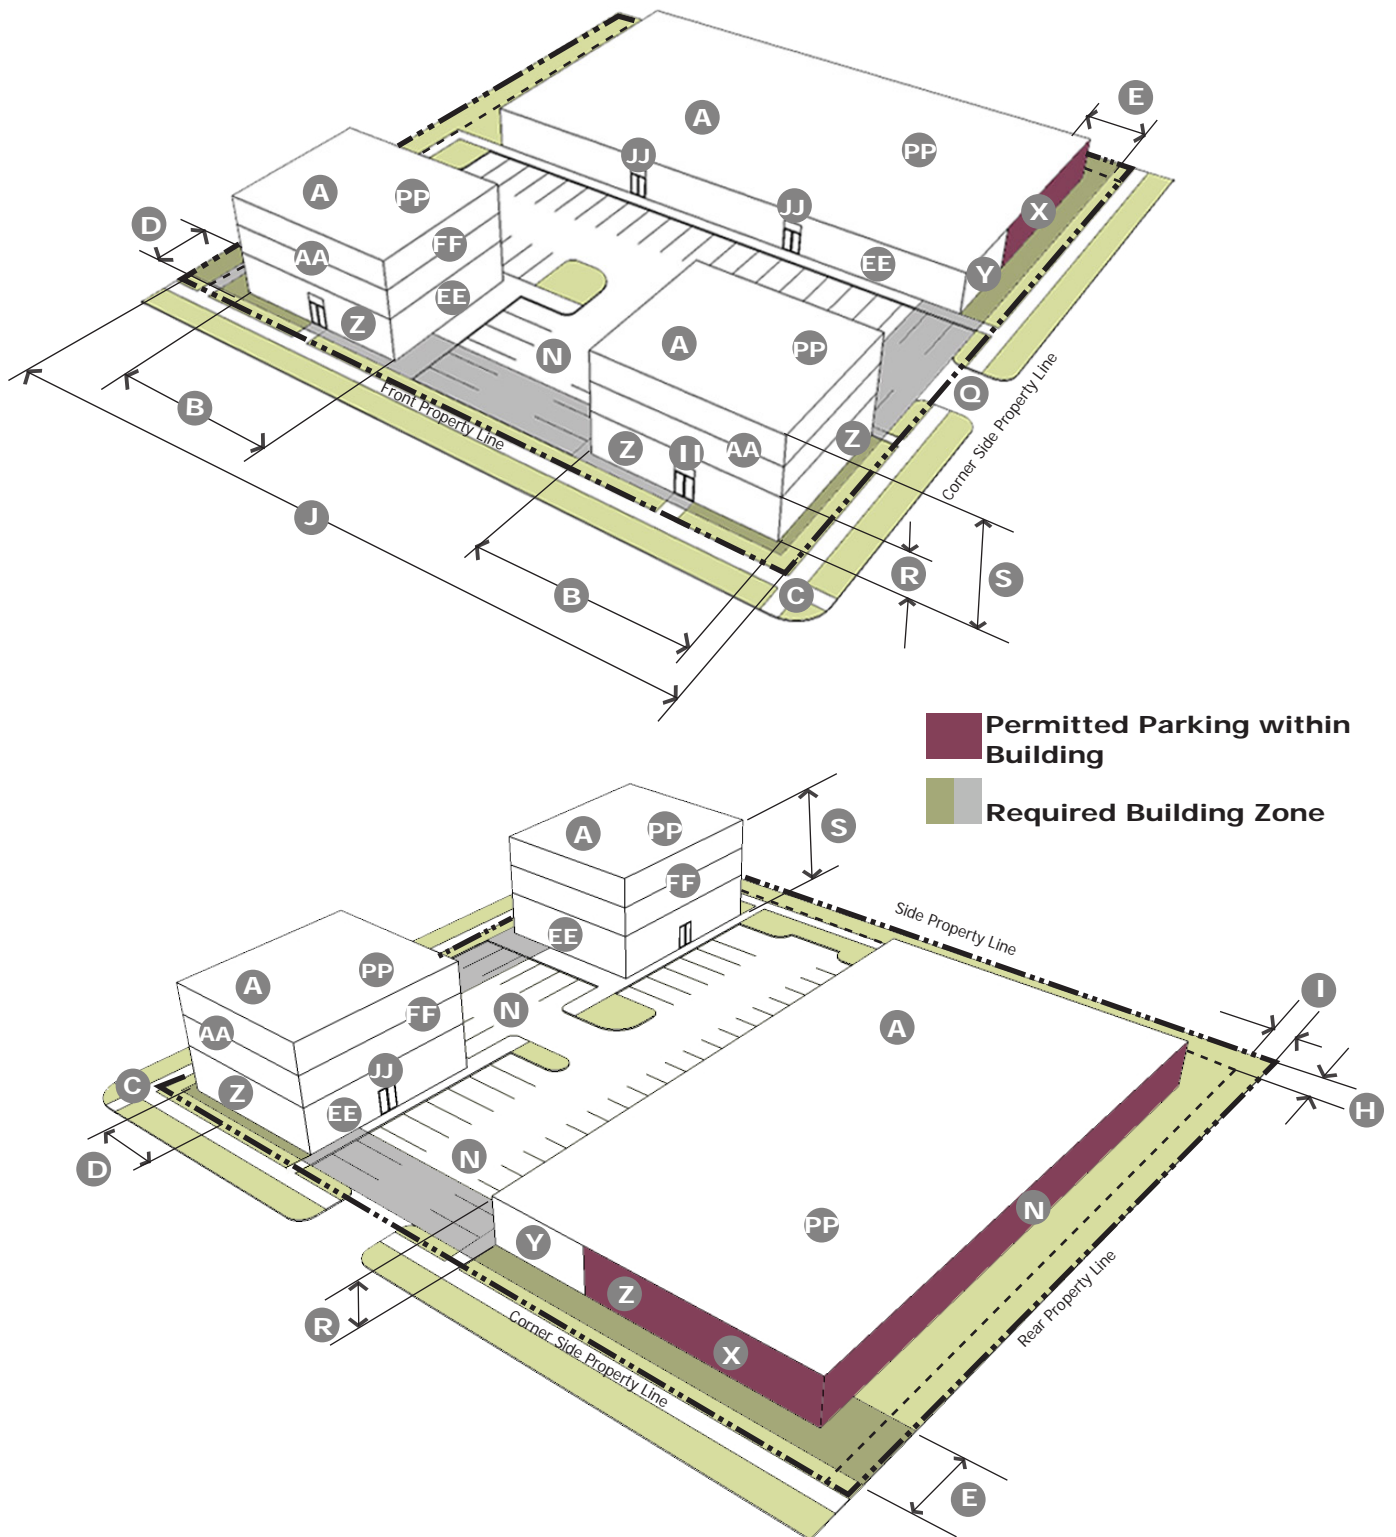 E
A
PP
JJ
A
PP
JJ
X
D
FF
AA
EE
Y
EE
Z
A
PP
N
Front Property Line
Q
B
Z
II
AA
Z
Corner Side Property Line
J
R
S
B
C
Permitted Parking within
Building
Required Building Zone
S
A
PP
FF
EE
Side Property Line
A
PP
I
N
FF
AA
A
JJ
C
Z
EE
H
D
N
N
PP
Y
Z
R
X
Corner Side Property Line
Rear Property Line
E